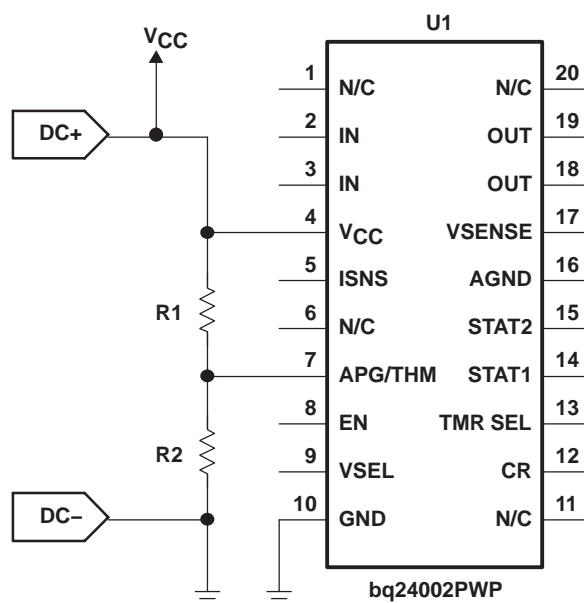 U1
VCC
DC+
R1
R2
DC–
1 N/C N/C 20
2 IN OUT 19
3 IN OUT 18
4 VCC VSENSE 17
5 ISNS AGND 16
6 N/C STAT2 15
7 APG/THM STAT1 14
8 EN TMR SEL 13
9 VSEL CR 12
10 GND N/C 11
bq24002PWP